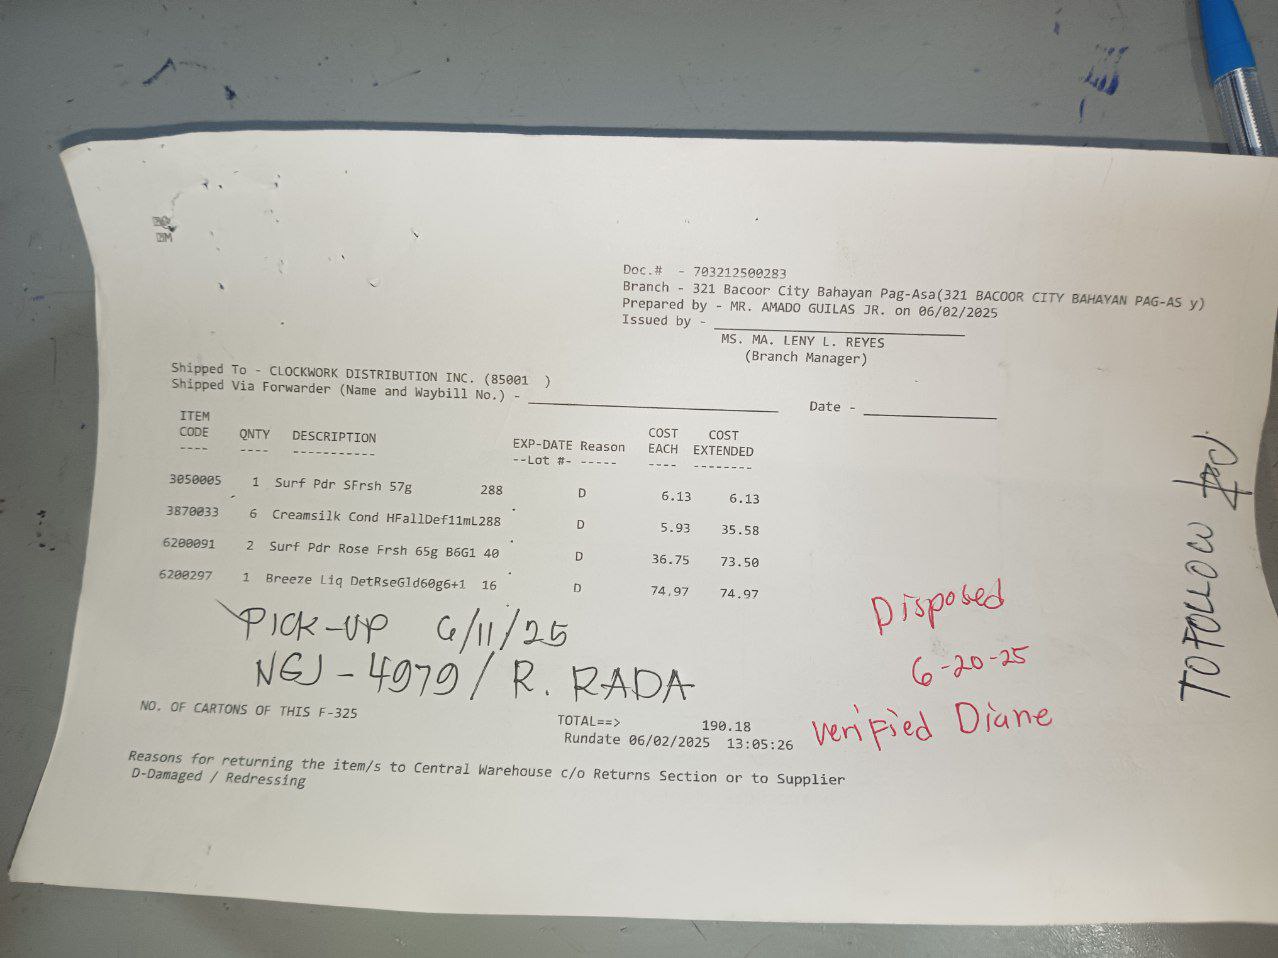 Doc.# - 703212500283
Branch - 321 Bacoor City Bahayan Pag-Asa(321 BACOOR CITY BAHAYAN PAG-AS y)
Prepared by - MR. AMADO GUILAS JR. on 06/02/2025
Issued by -
MS. MA. LENY L. REYES
(Branch Manager)
Shipped To - CLOCKWORK DISTRIBUTION INC. (85001 )
Shipped Via Forwarder (Name and Waybill No.) - Date -
ITEM CODE QNTY DESCRIPTION EXP-DATE Reason COST EACH COST EXTENDED
--Lot #- -----
3050005 1 Surf Pdr SFrsh 57g 288 D 6.13 6.13
3870033 6 Creamsilk Cond HFallDef11mL288 D 5.93 35.58
6200091 2 Surf Pdr Rose Frsh 65g B6G1 40 D 36.75 73.50
6200297 1 Breeze Liq DetRseGld60g6+1 16 D 74.97 74.97
PICK-UP 6/11/25
NGJ-4979/R. RADA
NO. OF CARTONS OF THIS F-325
TOTAL==> 190.18
Rundate 06/02/2025 13:05:26
Reasons for returning the item/s to Central Warehouse c/o Returns Section or to Supplier
D-Damaged / Redressing
Disposed
6-20-25
verified Diane
TO FOLLOW